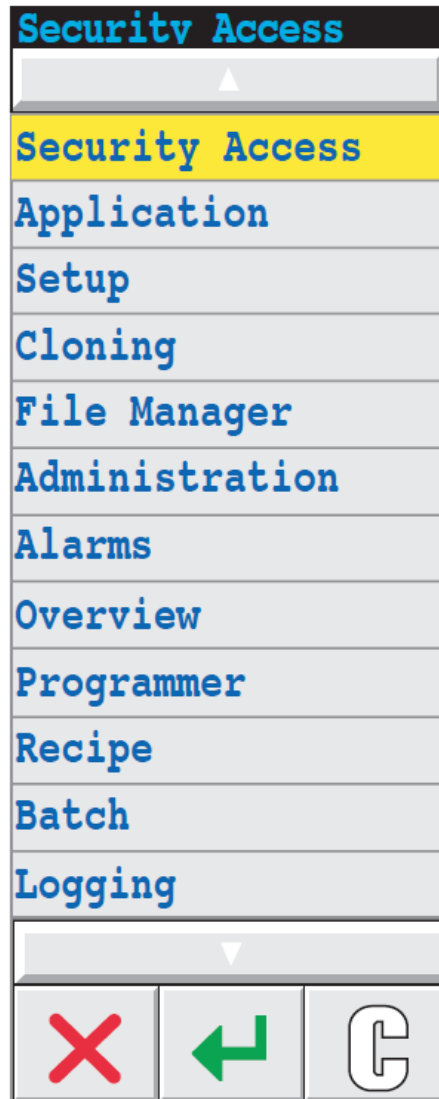 Security Access
Security Access
Application
Setup
Cloning
File Manager
Administration
Alarms
Overview
Programmer
Recipe
Batch
Logging
C